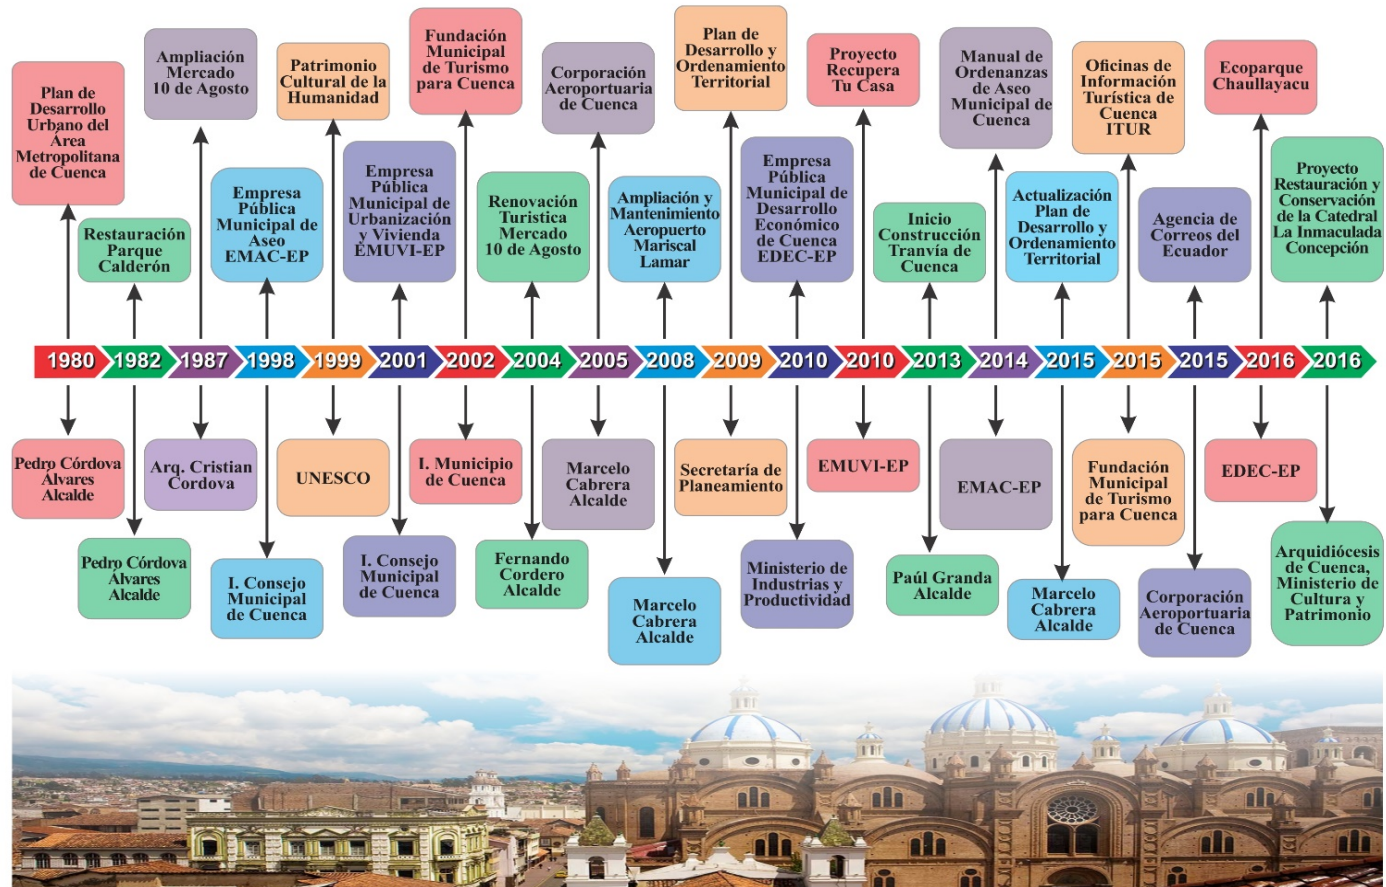 Plan de
Desarrollo
Urbano del
Área
Metropolitana
de Cuenca
Restauración
Parque
Calderón
Ampliación
Mercado
10 de Agosto
Empresa
Pública
Municipal de
Aseo
EMAC-EP
Patrimonio
Cultural de la
Humanidad
Empresa
Pública
Municipal de
Urbanización
y Vivienda
EMUVI-EP
Fundación
Municipal
de Turismo
para Cuenca
Renovación
Turistica
Mercado
10 de Agosto
Corporación
Aeroportuaria
de Cuenca
Ampliación y
Mantenimiento
Aeropuerto
Mariscal
Lamar
Plan de
Desarrollo y
Ordenamiento
Territorial
Empresa
Pública
Municipal de
Desarrollo
Económico
de Cuenca
EDEC-EP
Proyecto
Recupera
Tu Casa
Inicio
Construcción
Tranvía de
Cuenca
Manual de
Ordenanzas
de Aseo
Municipal de
Cuenca
Actualización
Plan de
Desarrollo y
Ordenamiento
Territorial
Oficinas de
Información
Turística de
Cuenca
ITUR
Agencia de
Correos del
Ecuador
Ecoparque
Chaullayacu
Proyecto
Restauración y
Conservación
de la Catedral
La Inmaculada
Concepción
1980 1982 1987 1998 1999 2001 2002 2004 2005 2008 2009 2010 2010 2013 2014 2015 2015 2015 2016 2016
Pedro Córdova
Álvares
Alcalde
Pedro Córdova
Álvares
Alcalde
Arq. Cristian
Cordova
I. Consejo
Municipal
de Cuenca
UNESCO
I. Consejo
Municipal
de Cuenca
I. Municipio
de Cuenca
Fernando
Cordero
Alcalde
Marcelo
Cabrera
Alcalde
Marcelo
Cabrera
Alcalde
Secretaría de
Planeamiento
Ministerio de
Industrias y
Productividad
EMUVI-EP
Paúl Granda
Alcalde
EMAC-EP
Marcelo
Cabrera
Alcalde
Fundación
Municipal
de Turismo
para Cuenca
Corporación
Aeroportuaria
de Cuenca
EDEC-EP
Arquidiócesis
de Cuenca,
Ministerio de
Cultura y
Patrimonio